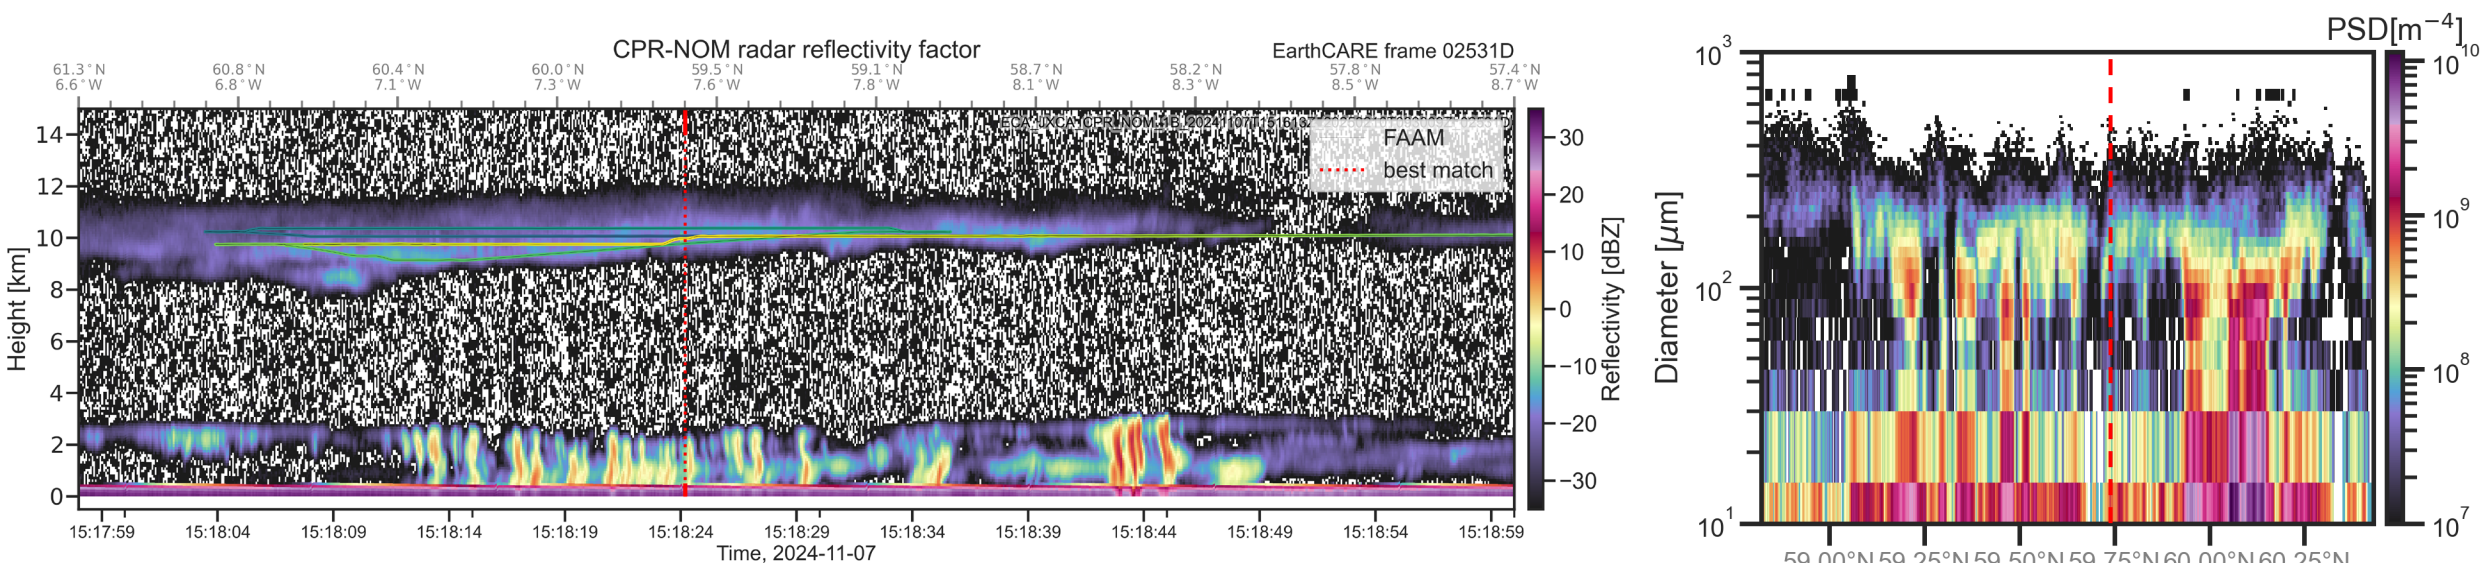 CPR-NOM radar reflectivity factor
EarthCARE frame 02531D
61.3°N 60.8°N 60.4°N 60.0°N 59.5°N 59.1°N 58.7°N 58.2°N 57.8°N 57.4°N
6.6°W 6.8°W 7.1°W 7.3°W 7.6°W 7.8°W 8.1°W 8.3°W 8.5°W 8.7°W
FAAM
best match
Height [km]
14
12
10
8
6
4
2
0
15:17:59 15:18:04 15:18:09 15:18:14 15:18:19 15:18:24 15:18:29 15:18:34 15:18:39 15:18:44 15:18:49 15:18:54 15:18:59
Time, 2024-11-07
30
20
10
0
−10
−20
−30
Reflectivity [dBZ]
PSD[m⁻⁴]
Diameter [μm]
10³
10²
10¹
59.00°N 59.25°N 59.50°N 59.75°N 60.00°N 60.25°N
10¹⁰
10⁹
10⁸
10⁷